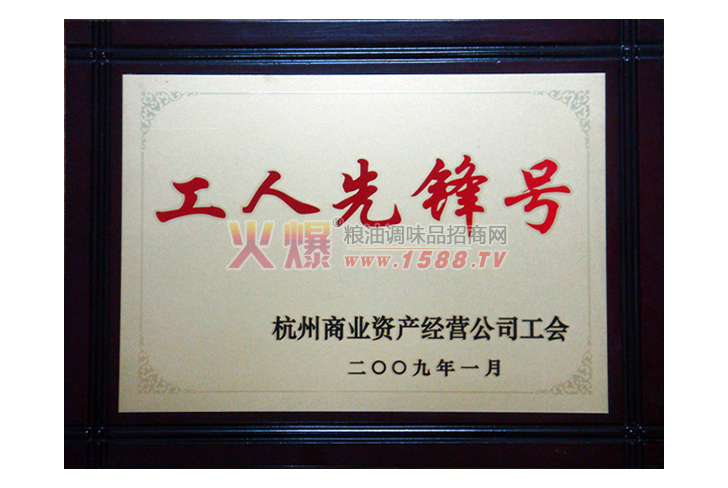 工人先锋号
火爆®粮油调味品招商网
www.1588.TV
杭州商业资产经营公司工会
二〇〇九年一月